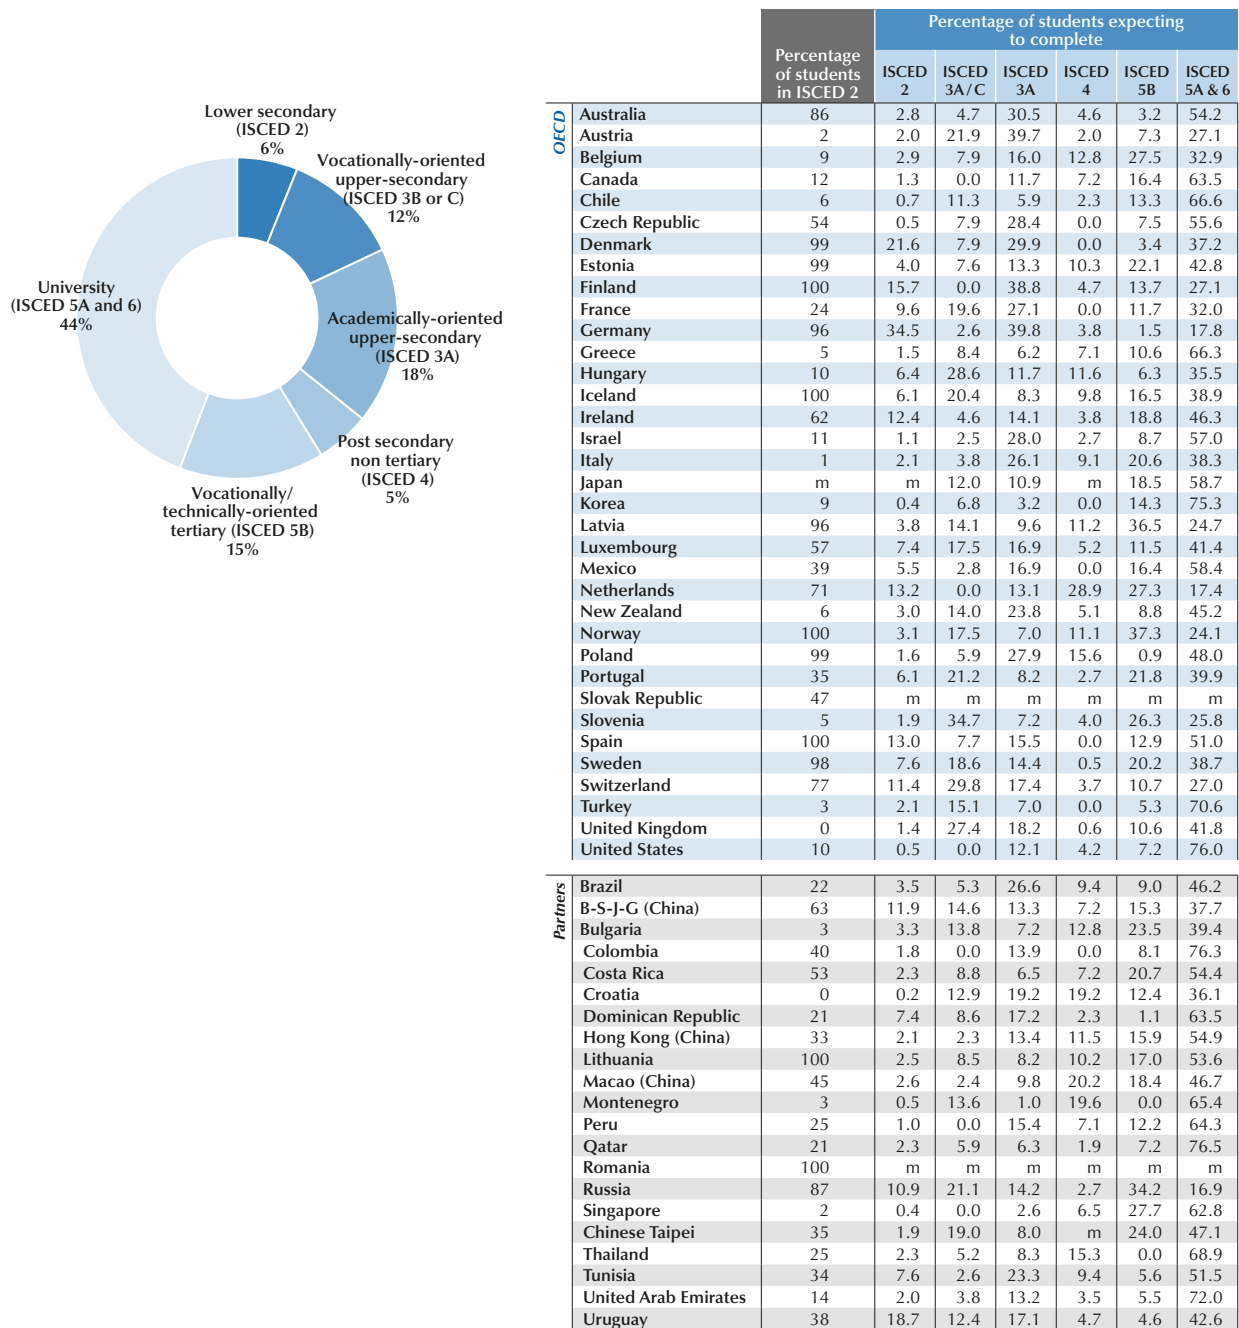 Lower secondary
(ISCED 2)
6%
Vocationally-oriented
upper-secondary
(ISCED 3B or C)
12%
University
(ISCED 5A and 6)
44%
Academically-oriented
upper-secondary
(ISCED 3A)
18%
Post secondary
non tertiary
(ISCED 4)
5%
Vocationally/
technically-oriented
tertiary (ISCED 5B)
15%
Percentage of students in ISCED 2
Percentage of students expecting
to complete
ISCED 2 ISCED 3A/C ISCED 3A ISCED 4 ISCED 5B ISCED 5A & 6
OECD
Australia 86 2.8 4.7 30.5 4.6 3.2 54.2
Austria 2 2.0 21.9 39.7 2.0 7.3 27.1
Belgium 9 2.9 7.9 16.0 12.8 27.5 32.9
Canada 12 1.3 0.0 11.7 7.2 16.4 63.5
Chile 6 0.7 11.3 5.9 2.3 13.3 66.6
Czech Republic 54 0.5 7.9 28.4 0.0 7.5 55.6
Denmark 99 21.6 7.9 29.9 0.0 3.4 37.2
Estonia 99 4.0 7.6 13.3 10.3 22.1 42.8
Finland 100 15.7 0.0 38.8 4.7 13.7 27.1
France 24 9.6 19.6 27.1 0.0 11.7 32.0
Germany 96 34.5 2.6 39.8 3.8 1.5 17.8
Greece 5 1.5 8.4 6.2 7.1 10.6 66.3
Hungary 10 6.4 28.6 11.7 11.6 6.3 35.5
Iceland 100 6.1 20.4 8.3 9.8 16.5 38.9
Ireland 62 12.4 4.6 14.1 3.8 18.8 46.3
Israel 11 1.1 2.5 28.0 2.7 8.7 57.0
Italy 1 2.1 3.8 26.1 9.1 20.6 38.3
Japan m m 12.0 10.9 m 18.5 58.7
Korea 9 0.4 6.8 3.2 0.0 14.3 75.3
Latvia 96 3.8 14.1 9.6 11.2 36.5 24.7
Luxembourg 57 7.4 17.5 16.9 5.2 11.5 41.4
Mexico 39 5.5 2.8 16.9 0.0 16.4 58.4
Netherlands 71 13.2 0.0 13.1 28.9 27.3 17.4
New Zealand 6 3.0 14.0 23.8 5.1 8.8 45.2
Norway 100 3.1 17.5 7.0 11.1 37.3 24.1
Poland 99 1.6 5.9 27.9 15.6 0.9 48.0
Portugal 35 6.1 21.2 8.2 2.7 21.8 39.9
Slovak Republic 47 m m m m m m
Slovenia 5 1.9 34.7 7.2 4.0 26.3 25.8
Spain 100 13.0 7.7 15.5 0.0 12.9 51.0
Sweden 98 7.6 18.6 14.4 0.5 20.2 38.7
Switzerland 77 11.4 29.8 17.4 3.7 10.7 27.0
Turkey 3 2.1 15.1 7.0 0.0 5.3 70.6
United Kingdom 0 1.4 27.4 18.2 0.6 10.6 41.8
United States 10 0.5 0.0 12.1 4.2 7.2 76.0
Partners
Brazil 22 3.5 5.3 26.6 9.4 9.0 46.2
B-S-J-G (China) 63 11.9 14.6 13.3 7.2 15.3 37.7
Bulgaria 3 3.3 13.8 7.2 12.8 23.5 39.4
Colombia 40 1.8 0.0 13.9 0.0 8.1 76.3
Costa Rica 53 2.3 8.8 6.5 7.2 20.7 54.4
Croatia 0 0.2 12.9 19.2 19.2 12.4 36.1
Dominican Republic 21 7.4 8.6 17.2 2.3 1.1 63.5
Hong Kong (China) 33 2.1 2.3 13.4 11.5 15.9 54.9
Lithuania 100 2.5 8.5 8.2 10.2 17.0 53.6
Macao (China) 45 2.6 2.4 9.8 20.2 18.4 46.7
Montenegro 3 0.5 13.6 1.0 19.6 0.0 65.4
Peru 25 1.0 0.0 15.4 7.1 12.2 64.3
Qatar 21 2.3 5.9 6.3 1.9 7.2 76.5
Romania 100 m m m m m m
Russia 87 10.9 21.1 14.2 2.7 34.2 16.9
Singapore 2 0.4 0.0 2.6 6.5 27.7 62.8
Chinese Taipei 35 1.9 19.0 8.0 m 24.0 47.1
Thailand 25 2.3 5.2 8.3 15.3 0.0 68.9
Tunisia 34 7.6 2.6 23.3 9.4 5.6 51.5
United Arab Emirates 14 2.0 3.8 13.2 3.5 5.5 72.0
Uruguay 38 18.7 12.4 17.1 4.7 4.6 42.6